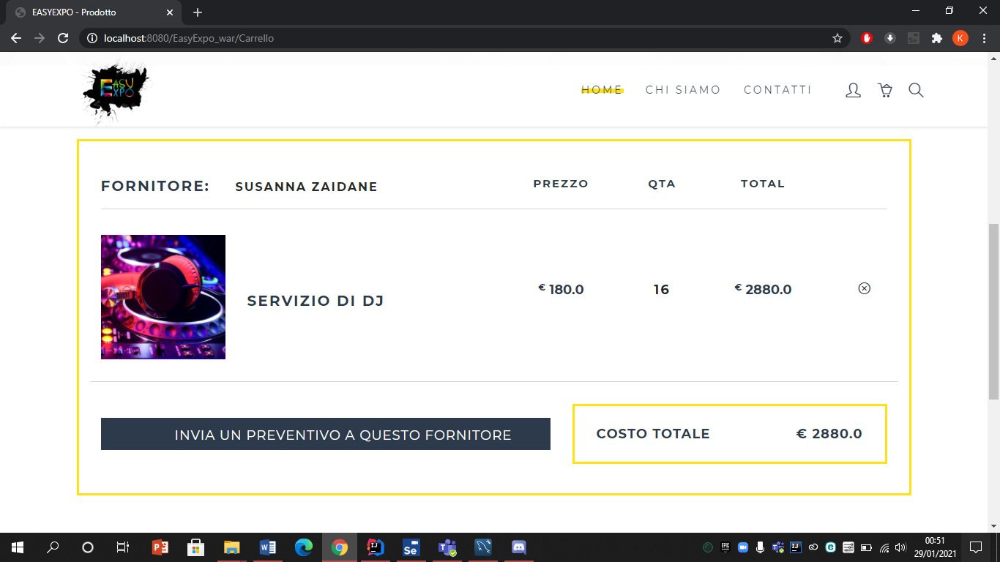 EASYEXPO - Prodotto
localhost:8080/EasyExpo_war/Carrello
K
EASY
EXPO
HOME
CHI SIAMO
CONTATTI
FORNITORE: SUSANNA ZAIDANE PREZZO QTA TOTAL
SERVIZIO DI DJ € 180.0 16 € 2880.0
INVIA UN PREVENTIVO A QUESTO FORNITORE
COSTO TOTALE € 2880.0
Se
00:51
29/01/2021